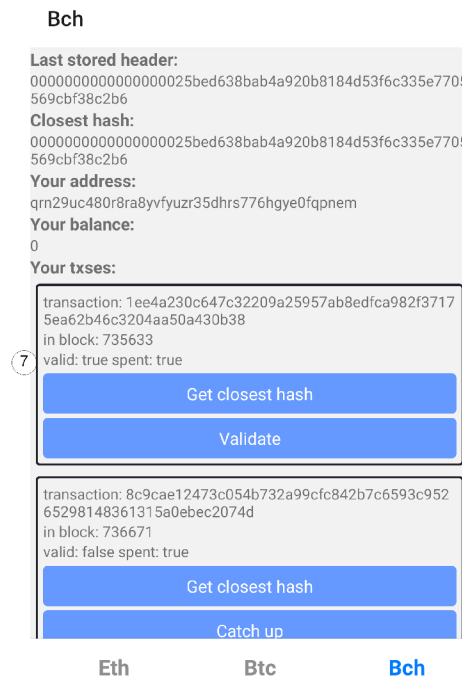 Bch
Last stored header:
0000000000000000025bed638bab4a920b8184d53f6c335e7705
569cbf38c2b6
Closest hash:
0000000000000000025bed638bab4a920b8184d53f6c335e7705
569cbf38c2b6
Your address:
qrn29uc480r8ra8yvfyuzr35dhrs776hgye0fqpnem
Your balance:
0
Your txses:
transaction: 1ee4a230c647c32209a25957ab8edfca982f3717
5ea62b46c3204aa50a430b38
in block: 735633
7
valid: true spent: true
Get closest hash
Validate
transaction: 8c9cae12473c054b732a99cfc842b7c6593c952
65298148361315a0ebec2074d
in block: 736671
valid: false spent: true
Get closest hash
Catch up
Eth
Btc
Bch